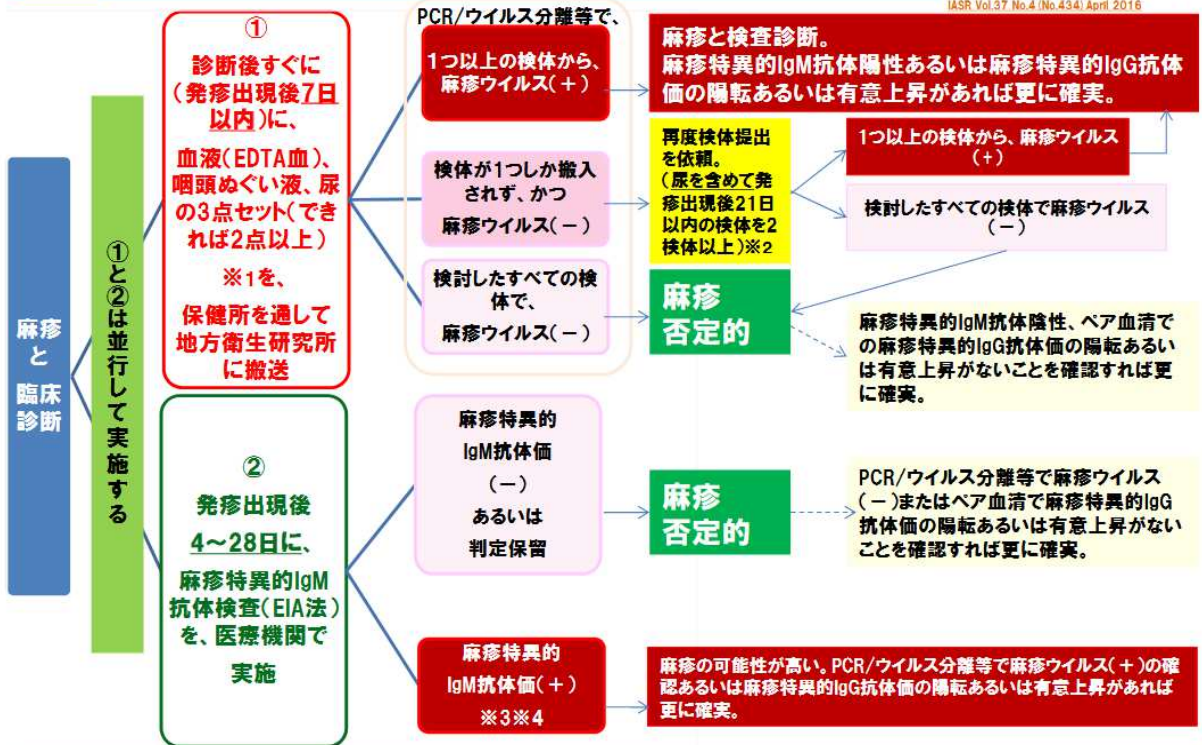 IASR Vol.37 No.4 (No.434) April 2016
麻疹
と
臨床
診断
①と②は並行して実施する
①
診断後すぐに
(発疹出現後7日
以内)に、
血液(EDTA血)、
咽頭ぬぐい液、尿
の3点セット(でき
れば2点以上)
※1を、
保健所を通して
地方衛生研究所
に搬送
PCR/ウイルス分離等で、
1つ以上の検体から、
麻疹ウイルス(+)
麻疹と検査診断。
麻疹特異的IgM抗体陽性あるいは麻疹特異的IgG抗体
価の陽転あるいは有意上昇があれば更に確実。
検体が1つしか搬入
されず、かつ
麻疹ウイルス(-)
再度検体提出
を依頼。
(尿を含めて発
疹出現後21日
以内の検体を2
検体以上)※2
1つ以上の検体から、麻疹ウイルス
(+)
検討したすべての検体で麻疹ウイルス
(-)
検討したすべての検
体で、
麻疹ウイルス(-)
麻疹
否定的
麻疹特異的IgM抗体陰性、ペア血清で
の麻疹特異的IgG抗体価の陽転あるい
は有意上昇がないことを確認すれば更
に確実。
②
発疹出現後
4~28日に、
麻疹特異的IgM
抗体検査(EIA法)
を、医療機関で
実施
麻疹特異的
IgM抗体価
(-)
あるいは
判定保留
麻疹
否定的
PCR/ウイルス分離等で麻疹ウイルス
(-)またはペア血清で麻疹特異的IgG
抗体価の陽転あるいは有意上昇がない
ことを確認すれば更に確実。
麻疹特異的
IgM抗体価(+)
※3※4
麻疹の可能性が高い。PCR/ウイルス分離等で麻疹ウイルス(+)の確
認あるいは麻疹特異的IgG抗体価の陽転あるいは有意上昇があれば
更に確実。